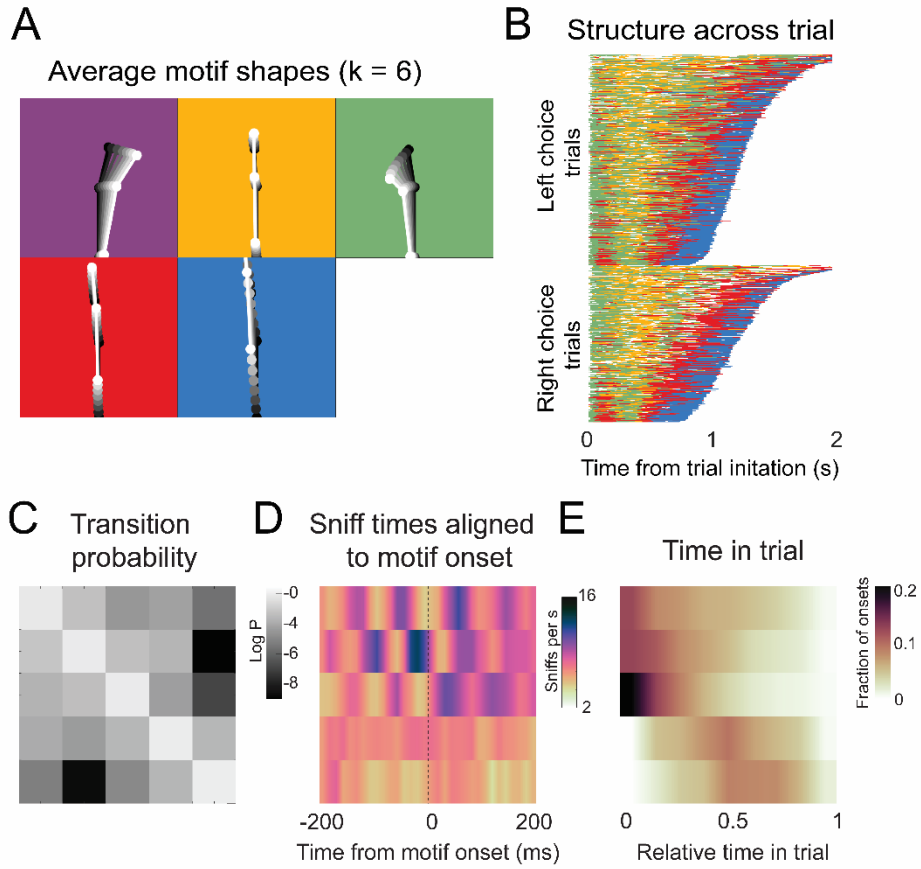 A
Average motif shapes (k = 6)
B
Structure across trial
Left choice
trials
Right choice
trials
0
1
2
Time from trial initation (s)
C
Transition
probability
-0
-4
-8
Log P
D
Sniff times aligned
to motif onset
16
2
Sniffs per s
-200
0
200
Time from motif onset (ms)
E
Time in trial
0.2
0.1
0
Fraction of onsets
0
0.5
1
Relative time in trial